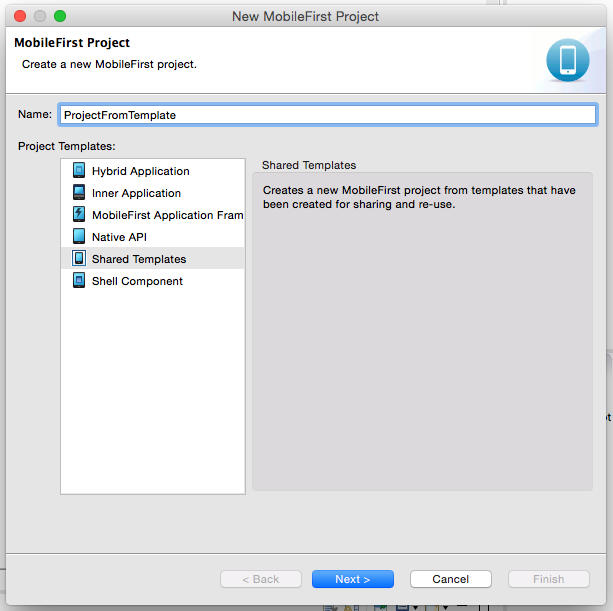 New MobileFirst Project
MobileFirst Project
Create a new MobileFirst project.
Name:
ProjectFromTemplate
Project Templates:
Hybrid Application
Inner Application
MobileFirst Application Fram
Native API
Shared Templates
Shell Component
Shared Templates
Creates a new MobileFirst project from templates that have
been created for sharing and re-use.
< Back
Next >
Cancel
Finish